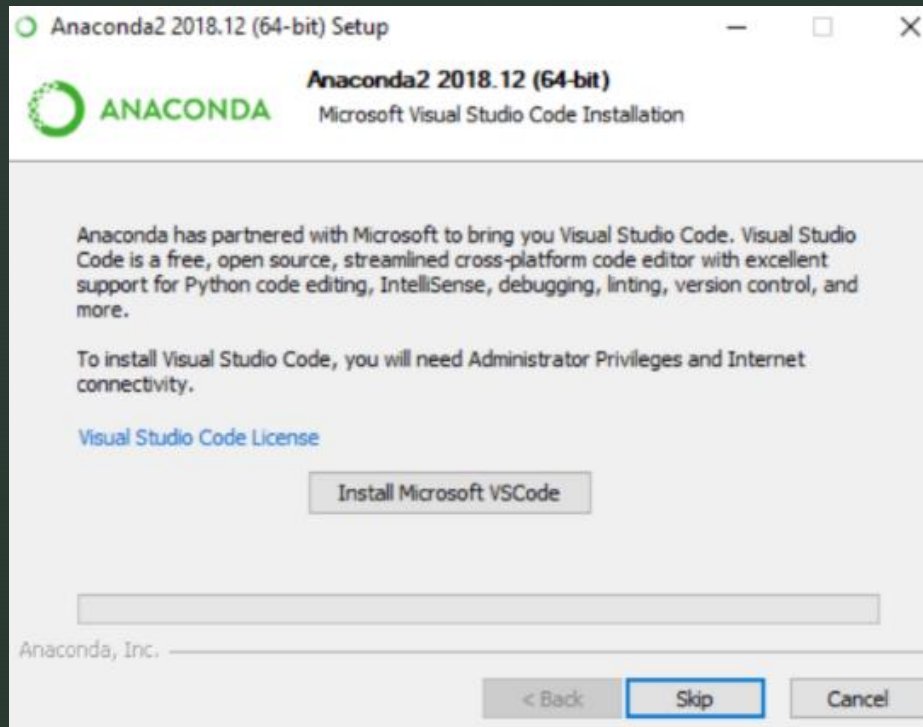 Anaconda2 2018.12 (64-bit) Setup
ANACONDA
Anaconda2 2018.12 (64-bit)
Microsoft Visual Studio Code Installation
Anaconda has partnered with Microsoft to bring you Visual Studio Code. Visual Studio
Code is a free, open source, streamlined cross-platform code editor with excellent
support for Python code editing, IntelliSense, debugging, linting, version control, and
more.
To install Visual Studio Code, you will need Administrator Privileges and Internet
connectivity.
Visual Studio Code License
Install Microsoft VSCode
Anaconda, Inc.
< Back Skip Cancel